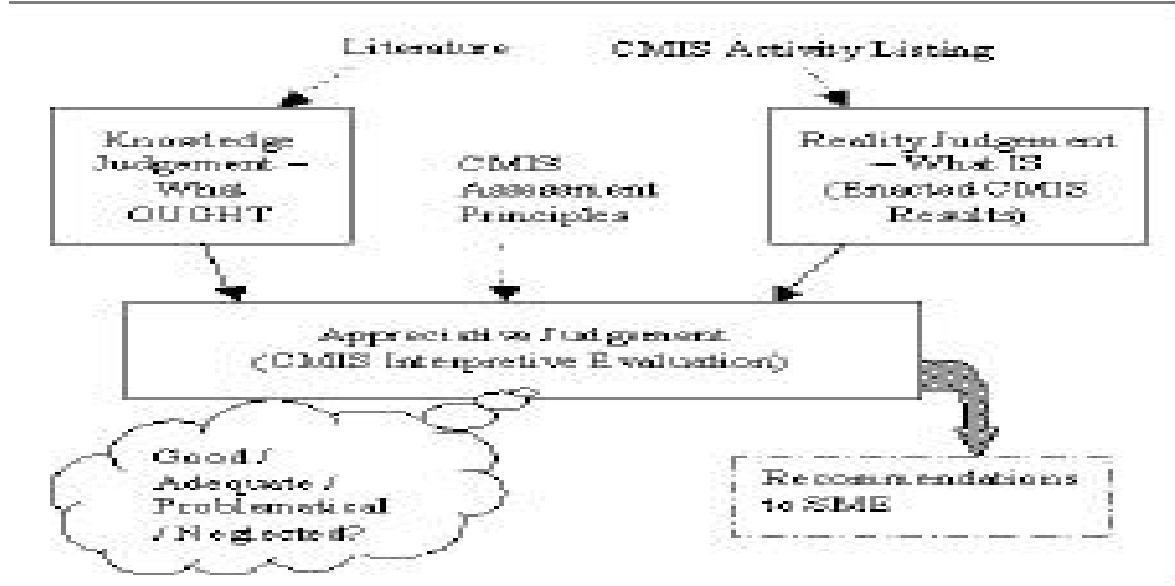 Literature
CMIS Activity Listing
Knowledge
Judgement –
What
OUGHT
CMIS
Assessment
Principles
Reality Judgement
– What IS
(Enacted CMIS
Results)
Appreciative Judgement
(CMIS Interpretive Evaluation)
Good /
Adequate /
Problematical
/ Neglected?
Recommendations
to SME